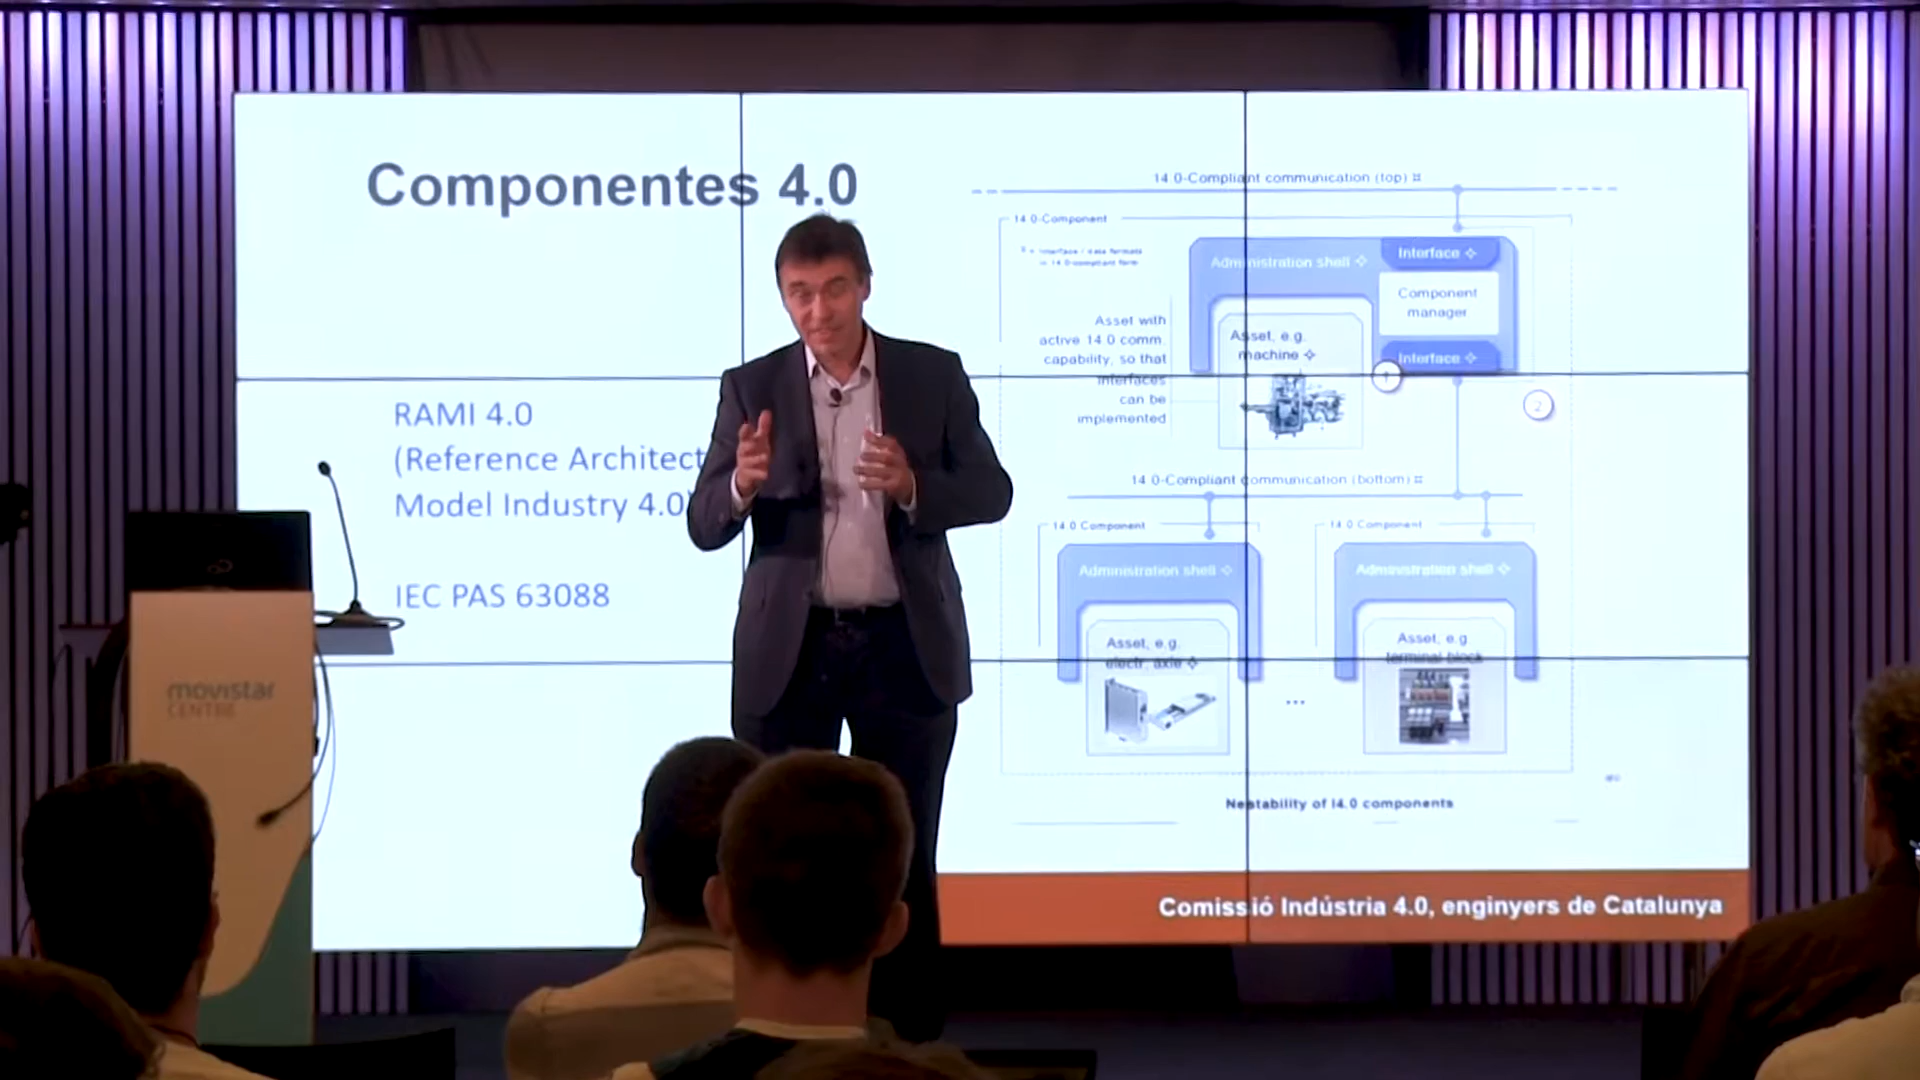 Componentes 4.0
RAMI 4.0
(Reference Architect
Model Industry 4.0)
IEC PAS 63088
I4.0-Compliant communication (top) ⌗
I4.0-Component
Administration shell ✧
Interface ✧
Component
manager
Interface ✧
Asset, e.g.
machine ✧
Asset with
active I4.0 comm.
capability, so that
interfaces
can be
implemented
1
2
I4.0-Compliant communication (bottom) ⌗
I4.0 Component
Administration shell ✧
Asset, e.g.
electr. axle ✧
...
I4.0 Component
Administration shell ✧
Asset, e.g
terminal block
Nestability of I4.0 components
Comissió Indústria 4.0, enginyers de Catalunya
movistar
CENTRE